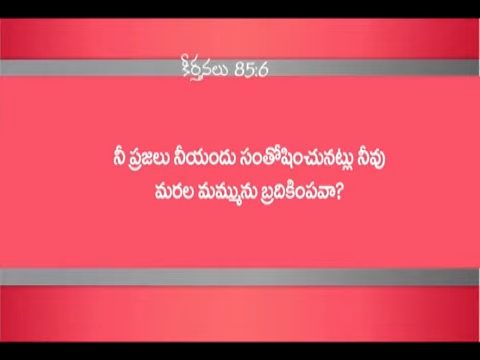 కీర్తనలు 85:6
నీ ప్రజలు నీయందు సంతోషించునట్లు నీవు
మరల మమ్మును బ్రదికింపవా?